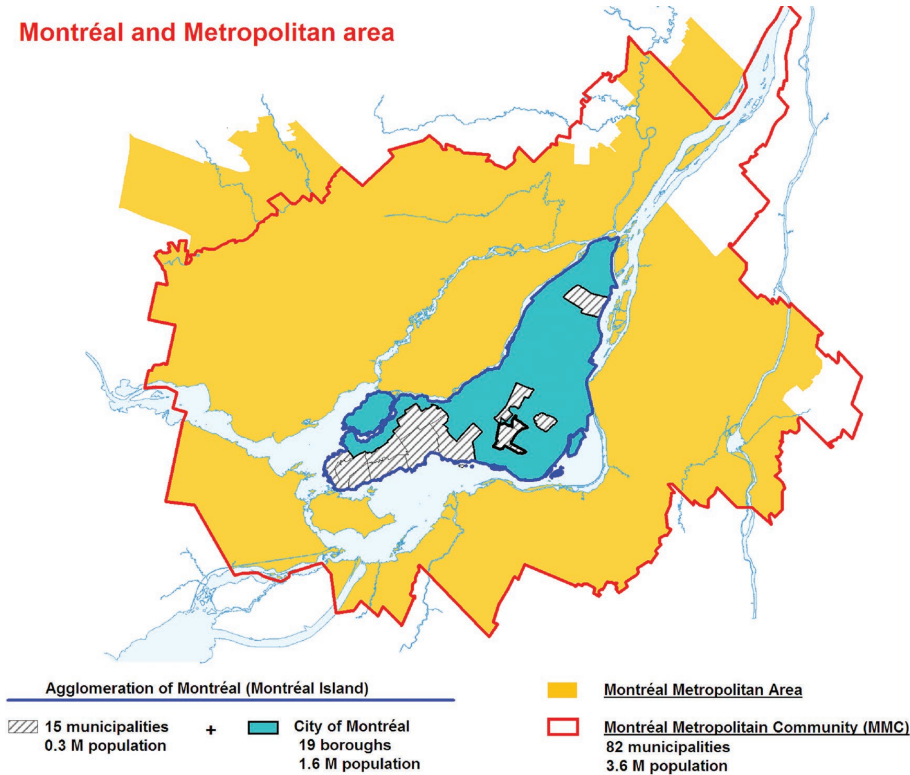 Montréal and Metropolitan area
Agglomeration of Montréal (Montréal Island)
15 municipalities
0.3 M population
+
City of Montréal
19 boroughs
1.6 M population
Montréal Metropolitan Area
Montréal Metropolitain Community (MMC)
82 municipalities
3.6 M population